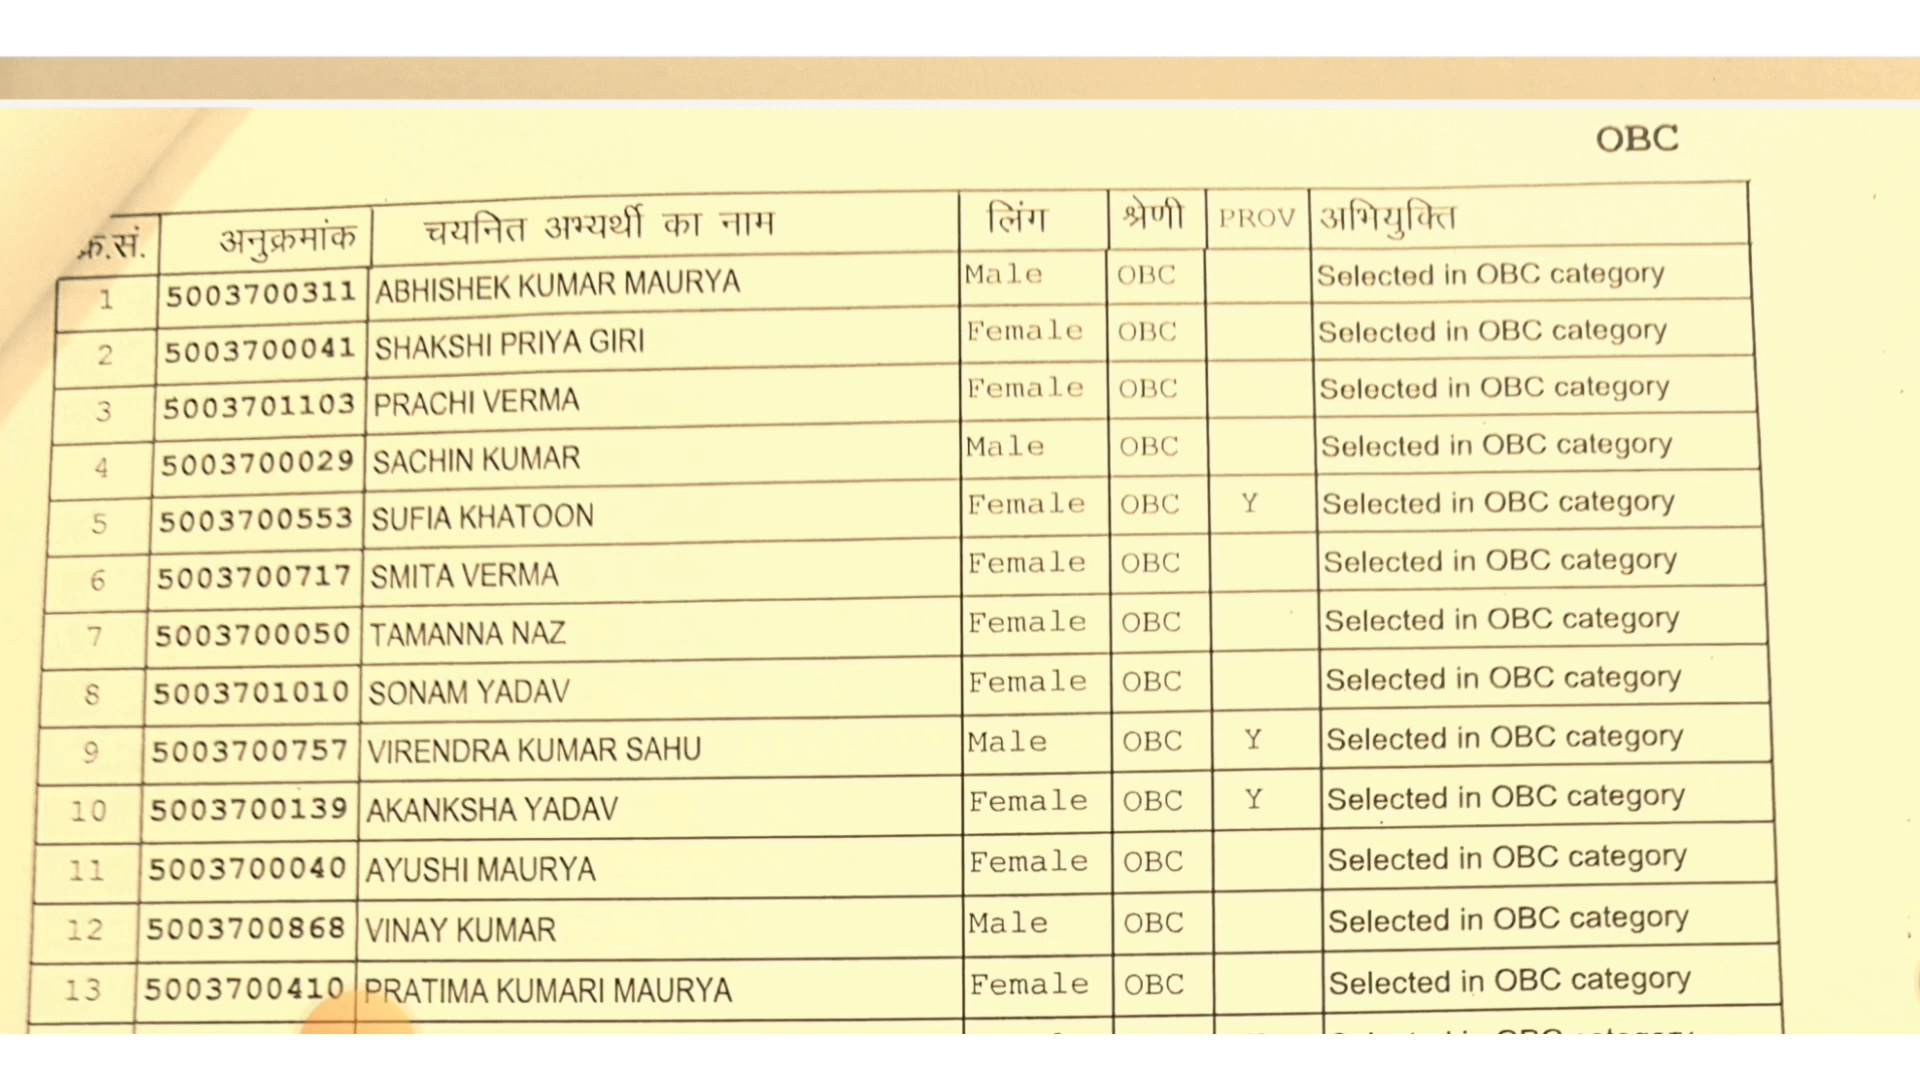 OBC
क्र.सं. अनुक्रमांक चयनित अभ्यर्थी का नाम लिंग श्रेणी PROV अभियुक्ति
1 5003700311 ABHISHEK KUMAR MAURYA Male OBC Selected in OBC category
2 5003700041 SHAKSHI PRIYA GIRI Female OBC Selected in OBC category
3 5003701103 PRACHI VERMA Female OBC Selected in OBC category
4 5003700029 SACHIN KUMAR Male OBC Selected in OBC category
5 5003700553 SUFIA KHATOON Female OBC Y Selected in OBC category
6 5003700717 SMITA VERMA Female OBC Selected in OBC category
7 5003700050 TAMANNA NAZ Female OBC Selected in OBC category
8 5003701010 SONAM YADAV Female OBC Selected in OBC category
9 5003700757 VIRENDRA KUMAR SAHU Male OBC Y Selected in OBC category
10 5003700139 AKANKSHA YADAV Female OBC Y Selected in OBC category
11 5003700040 AYUSHI MAURYA Female OBC Selected in OBC category
12 5003700868 VINAY KUMAR Male OBC Selected in OBC category
13 5003700410 PRATIMA KUMARI MAURYA Female OBC Selected in OBC category